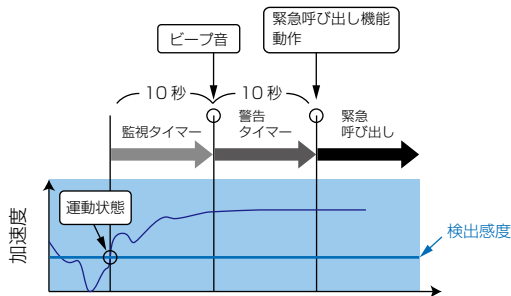 緊急呼び出し機能
動作
ビープ音
10秒
10秒
監視タイマー
警告
タイマー
緊急
呼び出し
運動状態
加速度
検出感度